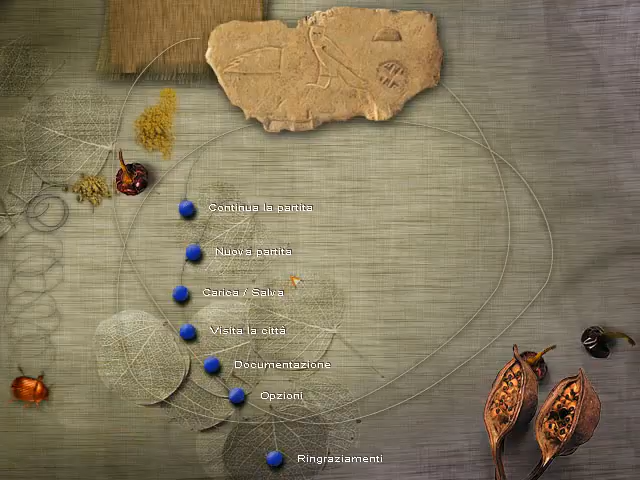 Continua la partita
Nuova partita
Carica / Salva
Visita la città
Documentazione
Opzioni
Ringraziamenti